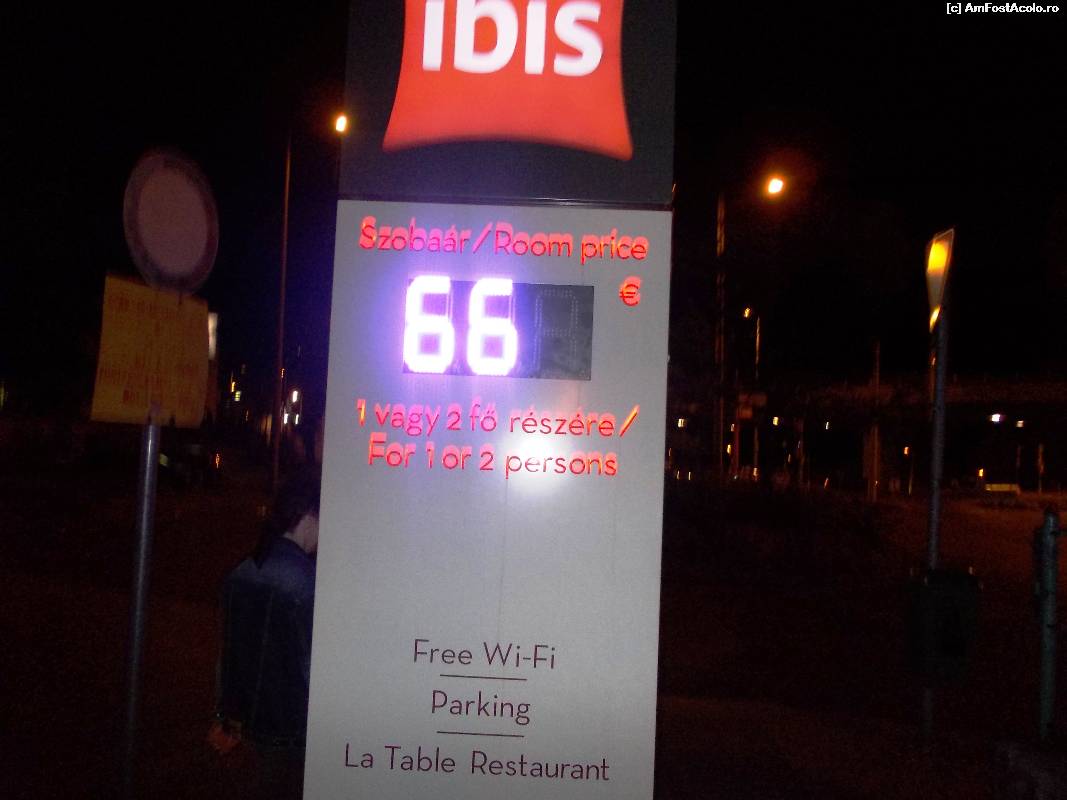 [c] AmFostAcolo.ro
ibis
Szobaár/Room price
66 €
1 vagy 2 fő részére/
For 1 or 2 persons
Free Wi-Fi
Parking
La Table Restaurant